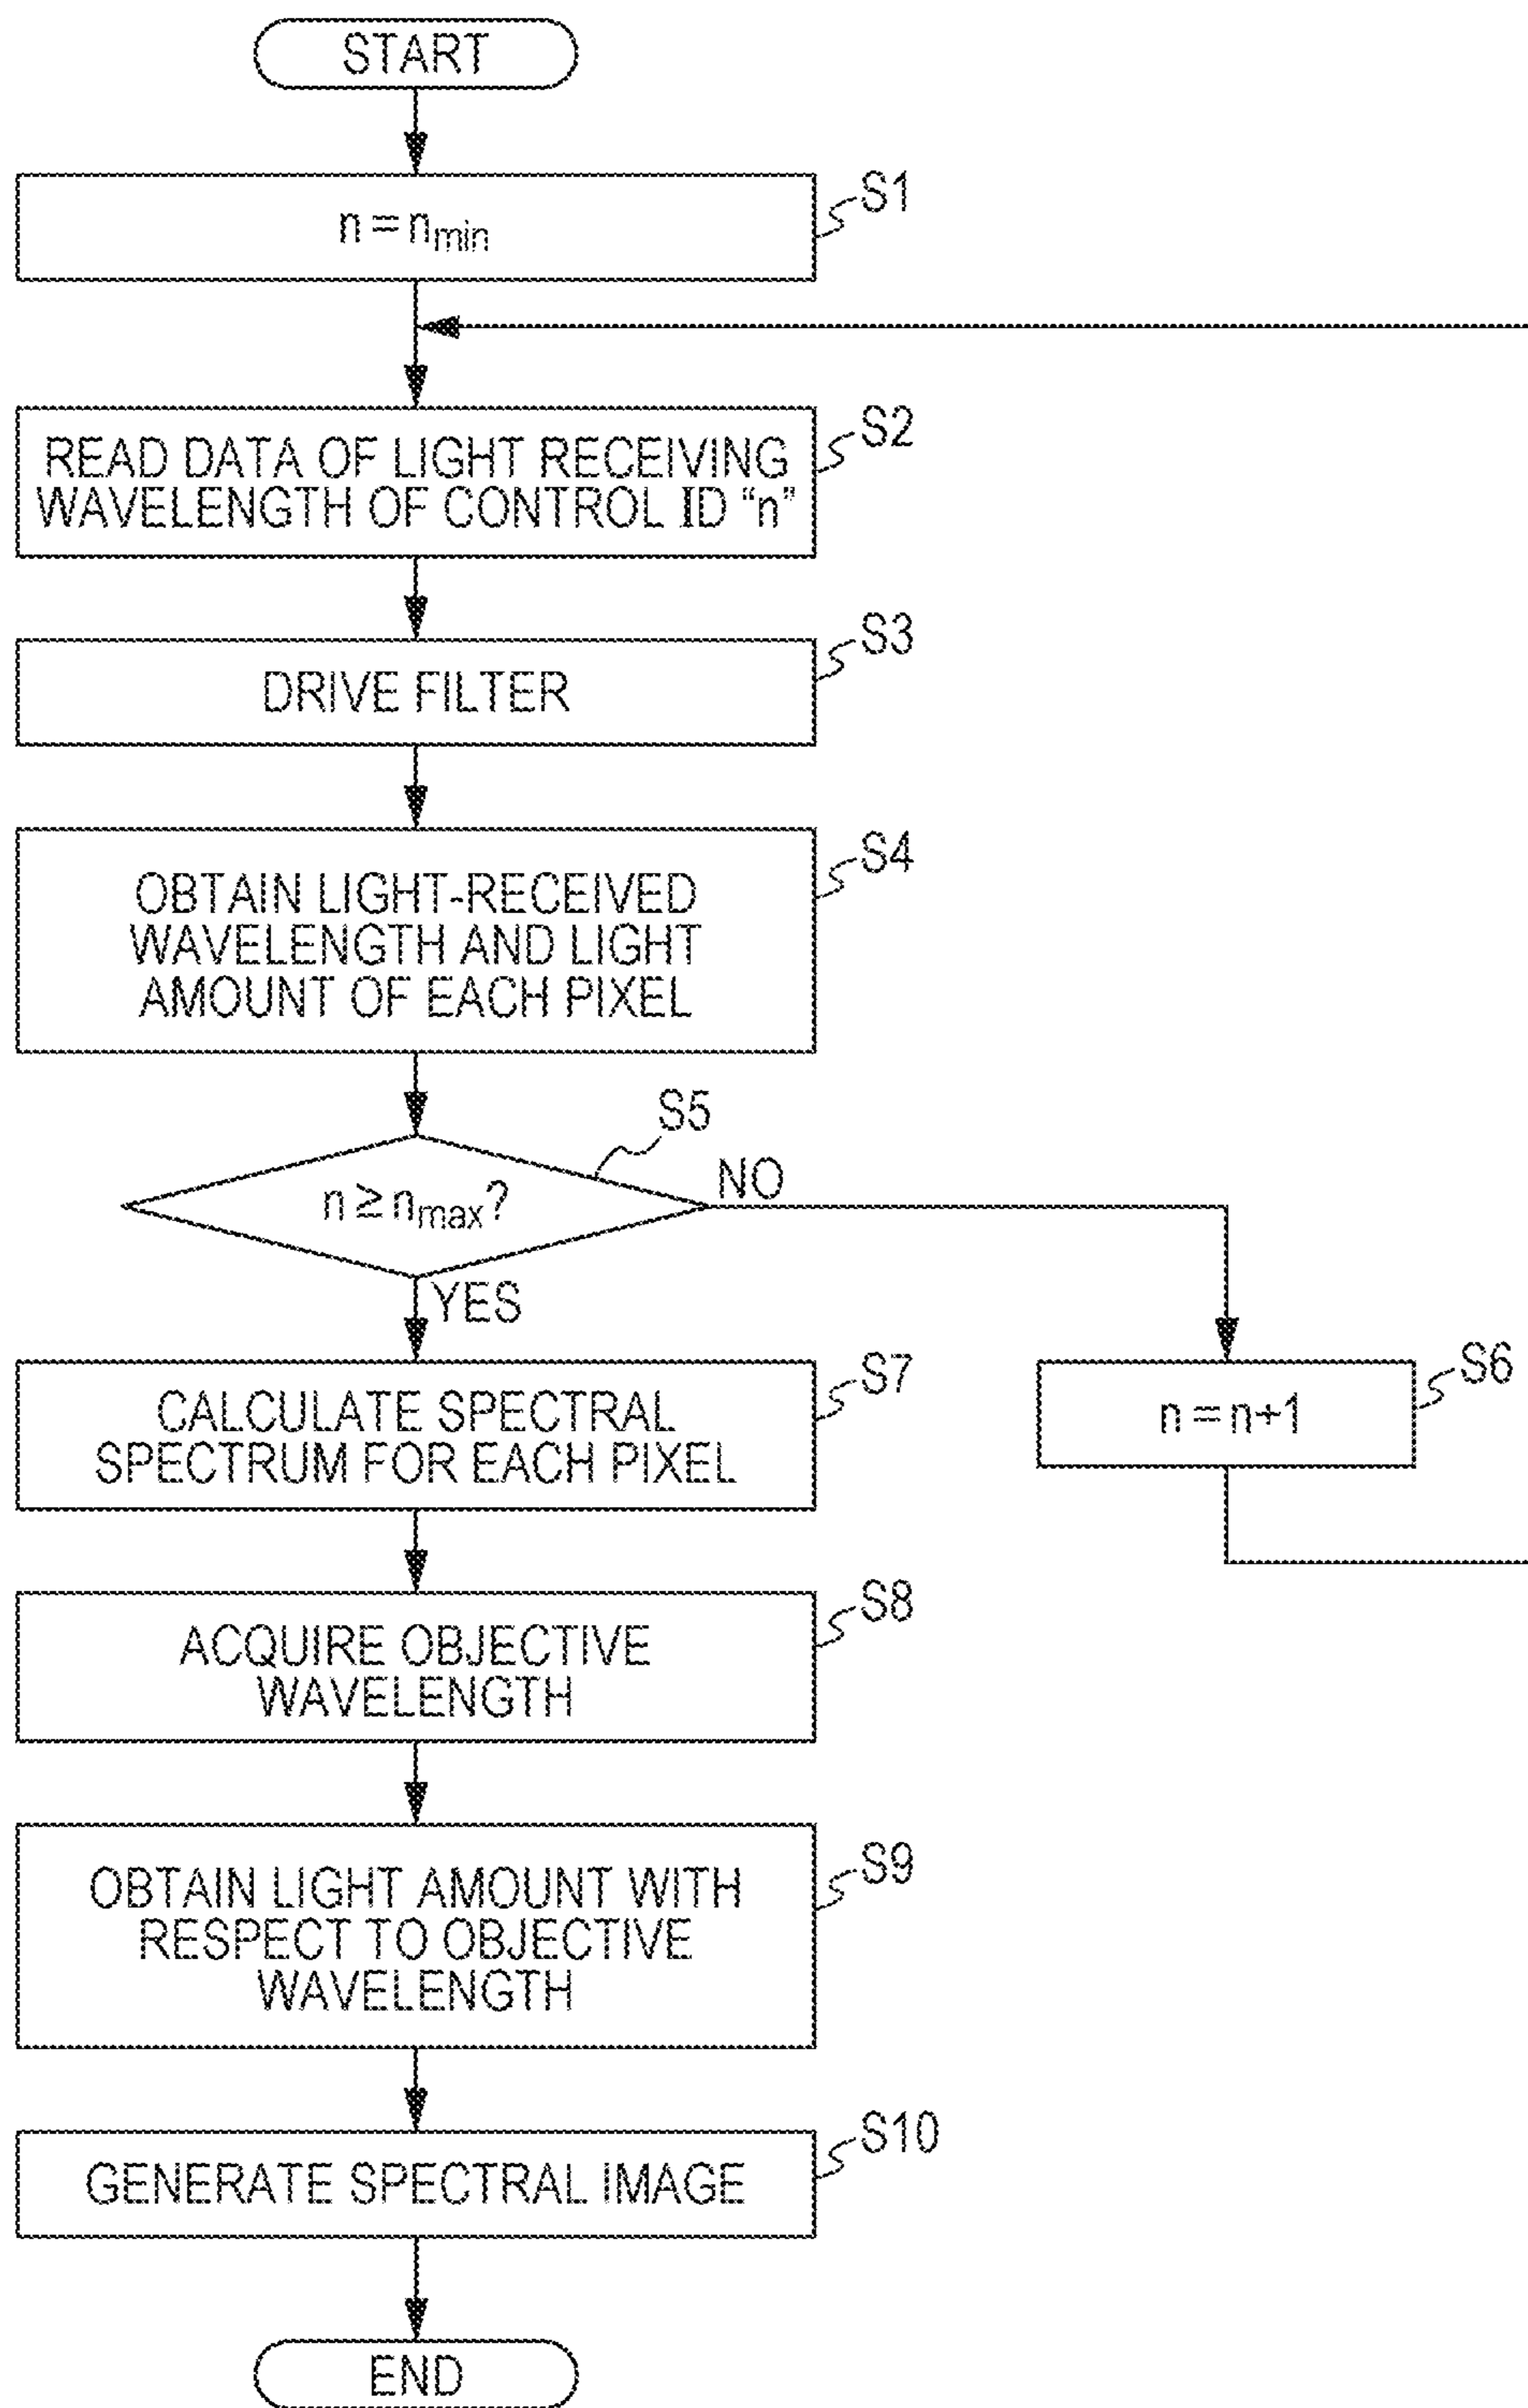 START
n = nmin
S1
READ DATA OF LIGHT RECEIVING
WAVELENGTH OF CONTROL ID “n”
S2
DRIVE FILTER
S3
OBTAIN LIGHT-RECEIVED
WAVELENGTH AND LIGHT
AMOUNT OF EACH PIXEL
S4
n ≥ nmax?
S5
NO
YES
n = n+1
S6
CALCULATE SPECTRAL
SPECTRUM FOR EACH PIXEL
S7
ACQUIRE OBJECTIVE
WAVELENGTH
S8
OBTAIN LIGHT AMOUNT WITH
RESPECT TO OBJECTIVE
WAVELENGTH
S9
GENERATE SPECTRAL IMAGE
S10
END